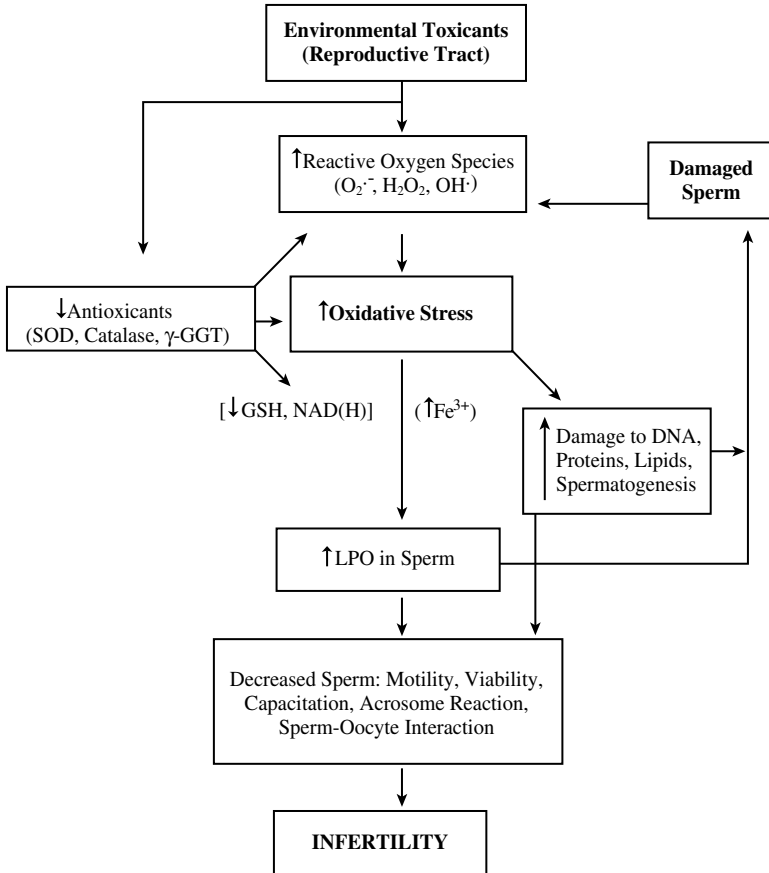 Environmental Toxicants
(Reproductive Tract)
↑Reactive Oxygen Species
(O₂·⁻, H₂O₂, OH·)
Damaged
Sperm
↓Antioxicants
(SOD, Catalase, γ-GGT)
↑Oxidative Stress
[↓GSH, NAD(H)]
(↑Fe³⁺)
↑ Damage to DNA,
Proteins, Lipids,
Spermatogenesis
↑LPO in Sperm
Decreased Sperm: Motility, Viability,
Capacitation, Acrosome Reaction,
Sperm-Oocyte Interaction
INFERTILITY